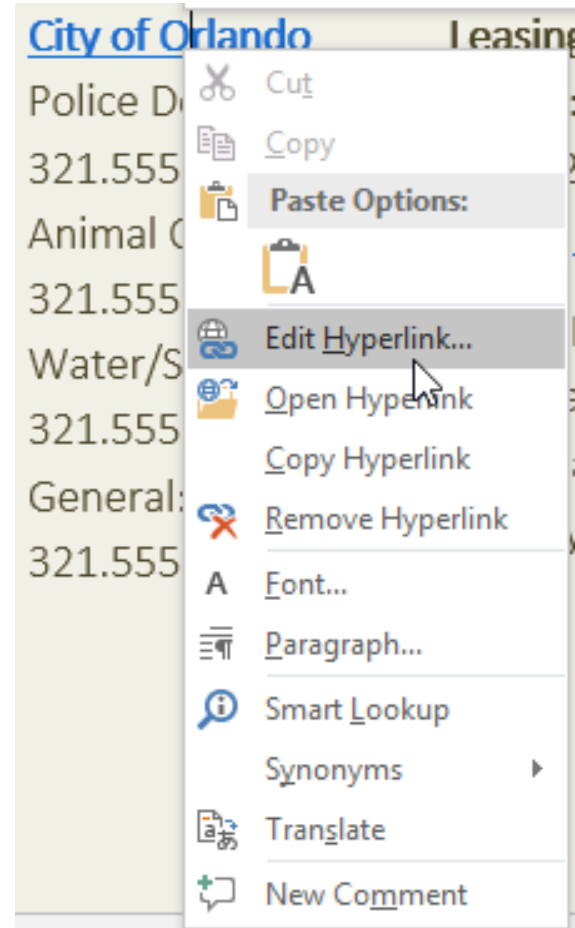 City of Orlando
Leasing
Police D
321.555
Animal
321.555
Water/S
321.555
General:
321.555
Cut
Copy
Paste Options:
Edit Hyperlink...
Open Hyperlink
Copy Hyperlink
Remove Hyperlink
Font...
Paragraph...
Smart Lookup
Synonyms
Translate
New Comment